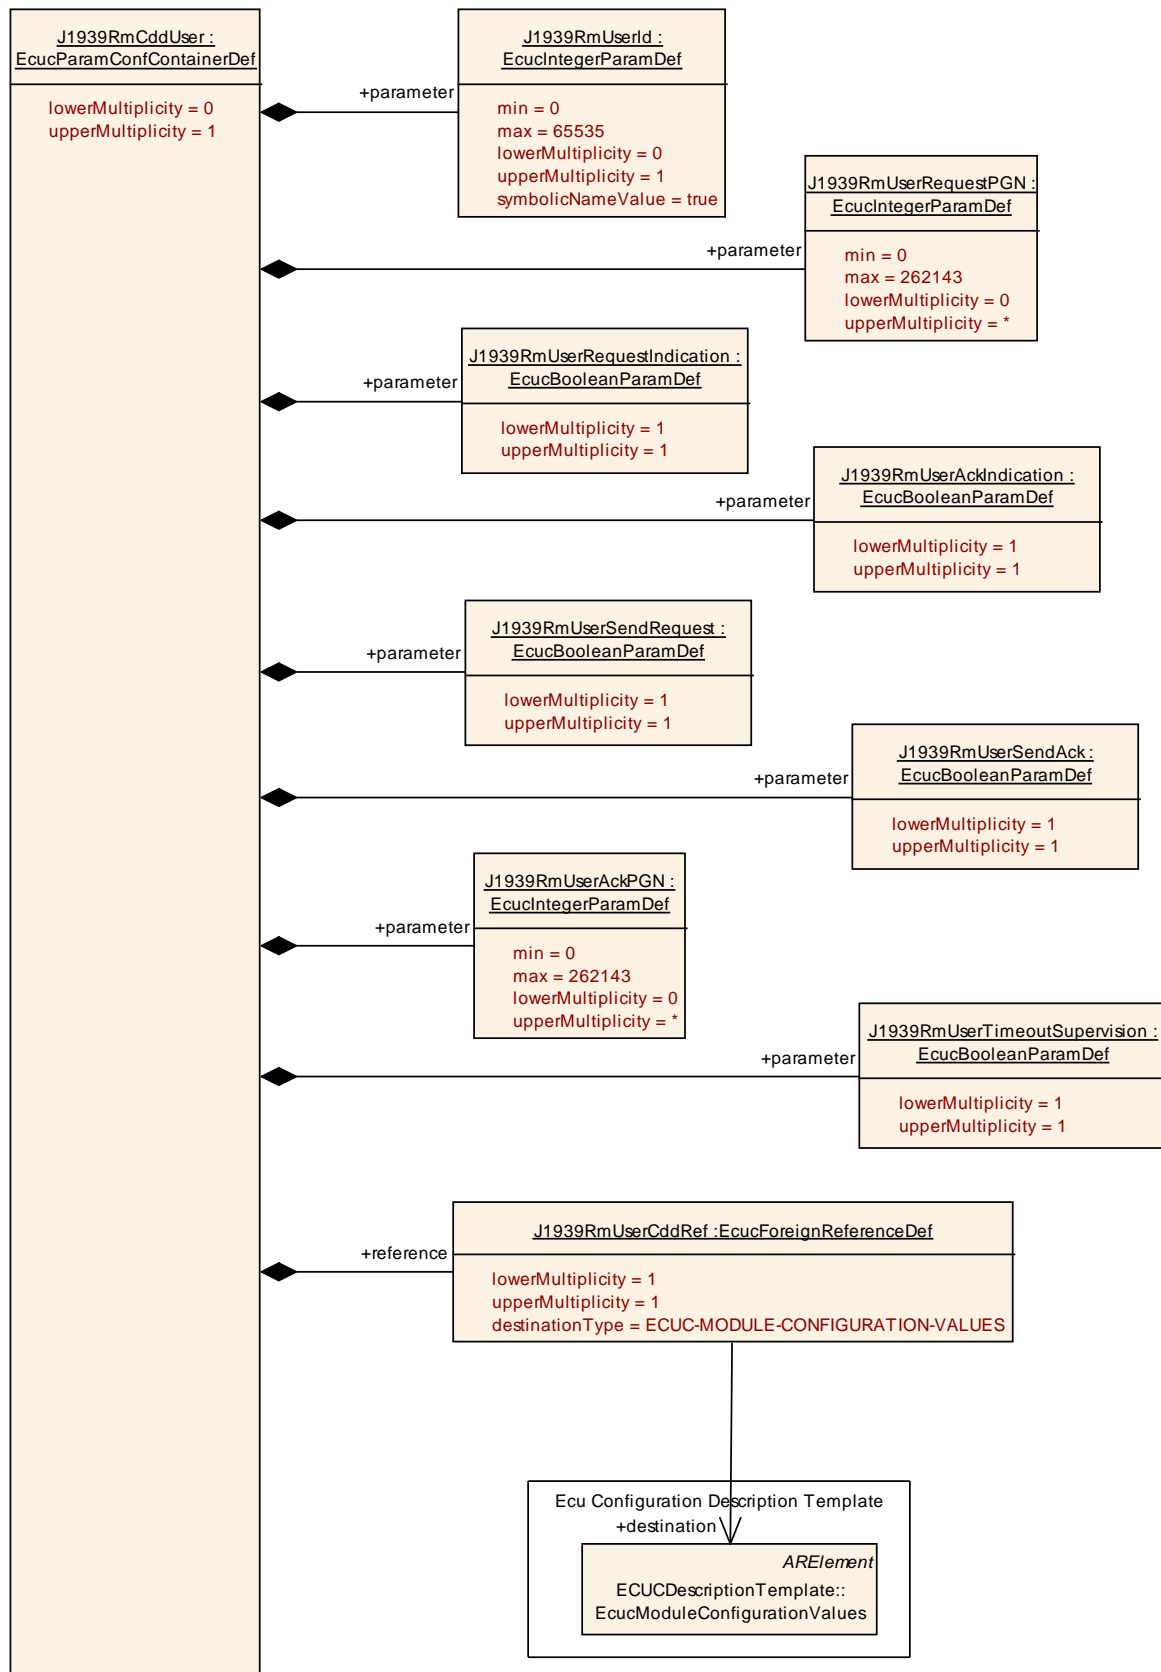 J1939RmCddUser :
EcucParamConfContainerDef
lowerMultiplicity = 0
upperMultiplicity = 1
+parameter
J1939RmUserId :
EcucIntegerParamDef
min = 0
max = 65535
lowerMultiplicity = 0
upperMultiplicity = 1
symbolicNameValue = true
+parameter
J1939RmUserRequestPGN :
EcucIntegerParamDef
min = 0
max = 262143
lowerMultiplicity = 0
upperMultiplicity = *
+parameter
J1939RmUserRequestIndication :
EcucBooleanParamDef
lowerMultiplicity = 1
upperMultiplicity = 1
+parameter
J1939RmUserAckIndication :
EcucBooleanParamDef
lowerMultiplicity = 1
upperMultiplicity = 1
+parameter
J1939RmUserSendRequest :
EcucBooleanParamDef
lowerMultiplicity = 1
upperMultiplicity = 1
+parameter
J1939RmUserSendAck :
EcucBooleanParamDef
lowerMultiplicity = 1
upperMultiplicity = 1
+parameter
J1939RmUserAckPGN :
EcucIntegerParamDef
min = 0
max = 262143
lowerMultiplicity = 0
upperMultiplicity = *
+parameter
J1939RmUserTimeoutSupervision :
EcucBooleanParamDef
lowerMultiplicity = 1
upperMultiplicity = 1
+reference
J1939RmUserCddRef :EcucForeignReferenceDef
lowerMultiplicity = 1
upperMultiplicity = 1
destinationType = ECUC-MODULE-CONFIGURATION-VALUES
Ecu Configuration Description Template
+destination
ARElement
ECUCDescriptionTemplate::
EcucModuleConfigurationValues